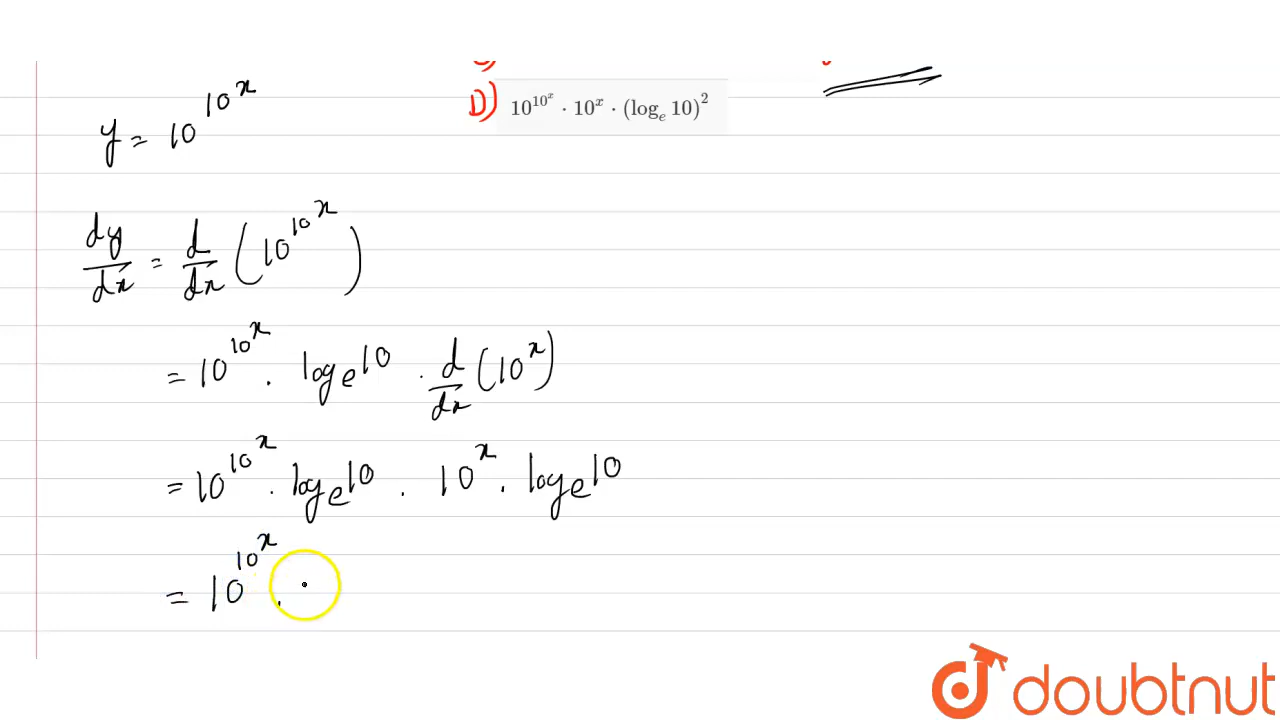 y = 10^10^x
D) 10^{10^x} · 10^x · (log_e 10)^2
dy/dx = d/dx (10^10^x)
= 10^10^x . log_e 10 . d/dx (10^x)
= 10^10^x . log_e 10 . 10^x . log_e 10
= 10^10^x .
doubtnut